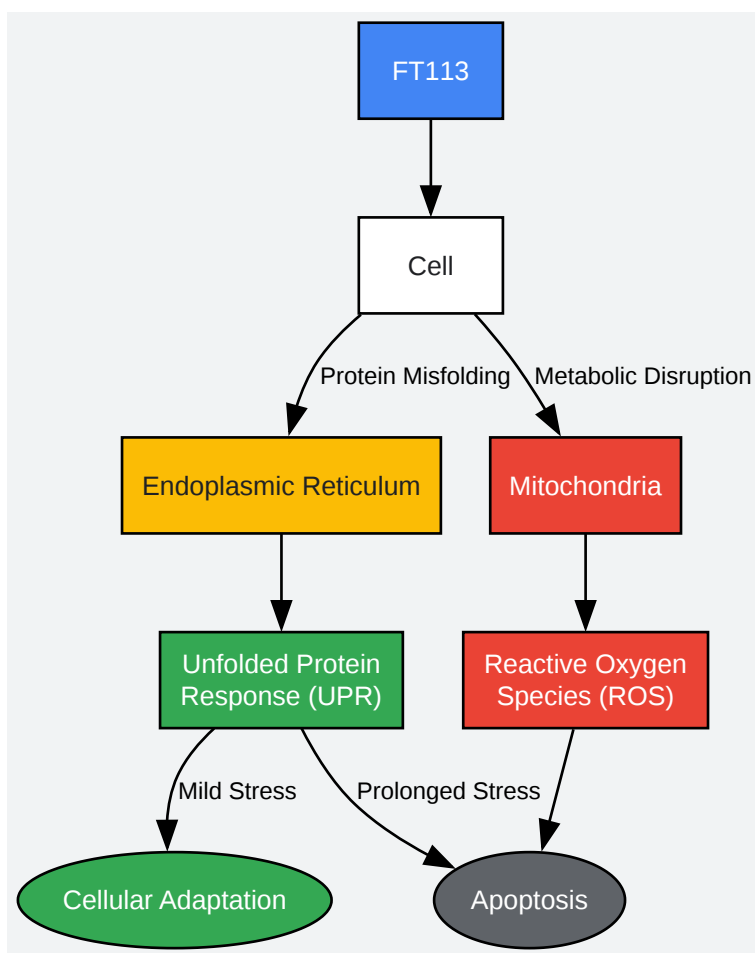 FT113
Cell
Protein Misfolding
Metabolic Disruption
Endoplasmic Reticulum
Mitochondria
Unfolded Protein
Response (UPR)
Reactive Oxygen
Species (ROS)
Mild Stress
Prolonged Stress
Cellular Adaptation
Apoptosis